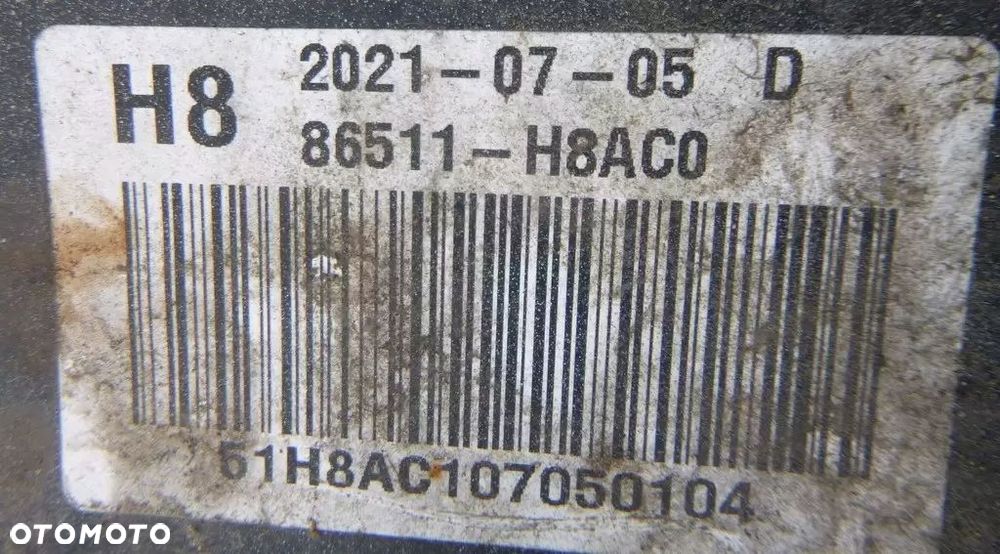 H8
2021-07-05 D
86511-H8AC0
51H8AC107050104
OTOMOTO